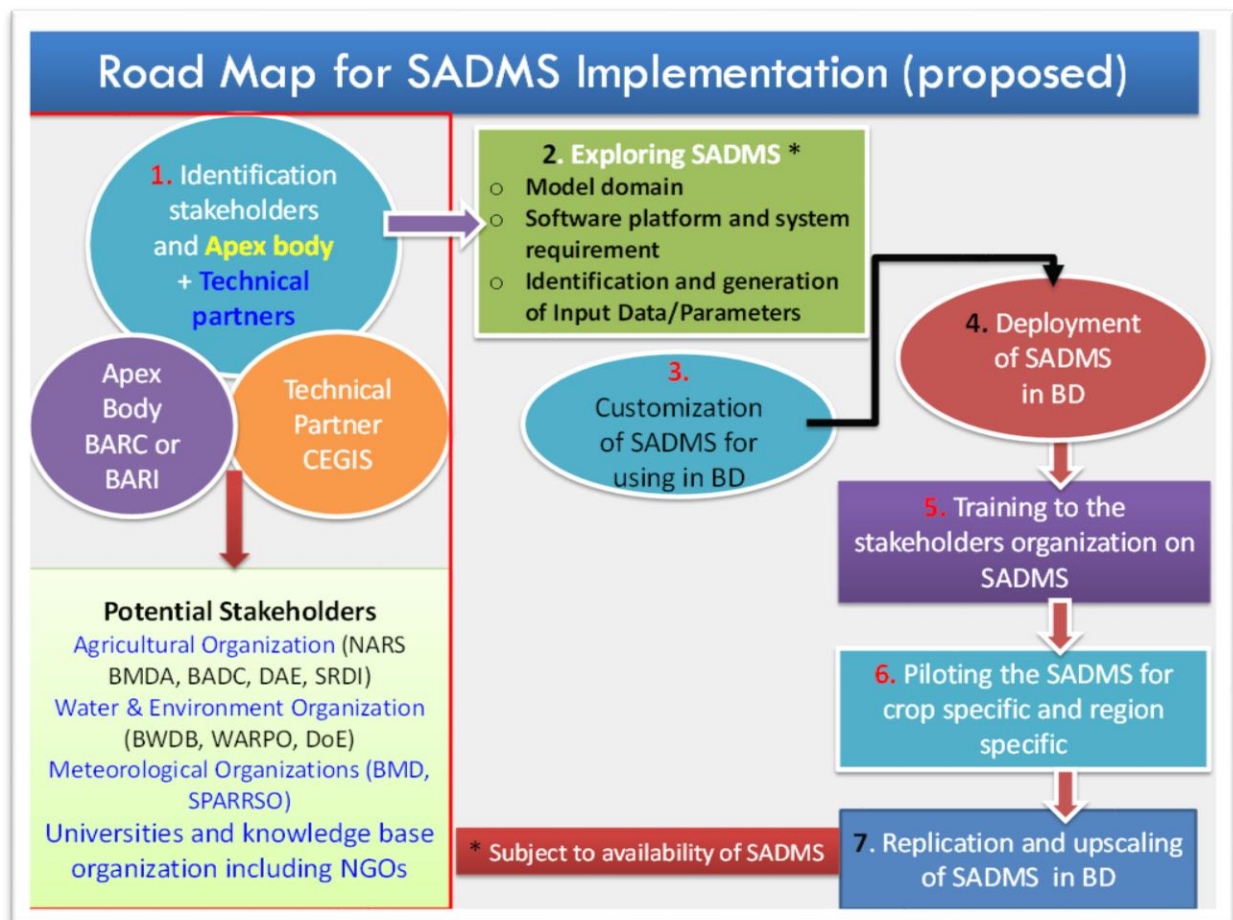 Road Map for SADMS Implementation (proposed)
1. Identification
stakeholders
and Apex body
+ Technical
partners
Apex
Body
BARC or
BARI
Technical
Partner
CEGIS
Potential Stakeholders
Agricultural Organization (NARS
BMDA, BADC, DAE, SRDI)
Water & Environment Organization
(BWDB, WARPO, DoE)
Meteorological Organizations (BMD,
SPARRSO)
Universities and knowledge base
organization including NGOs
2. Exploring SADMS *
o Model domain
o Software platform and system
requirement
o Identification and generation
of Input Data/Parameters
3.
Customization
of SADMS for
using in BD
4. Deployment
of SADMS
in BD
5. Training to the
stakeholders organization on
SADMS
6. Piloting the SADMS for
crop specific and region
specific
7. Replication and upscaling
of SADMS in BD
* Subject to availability of SADMS